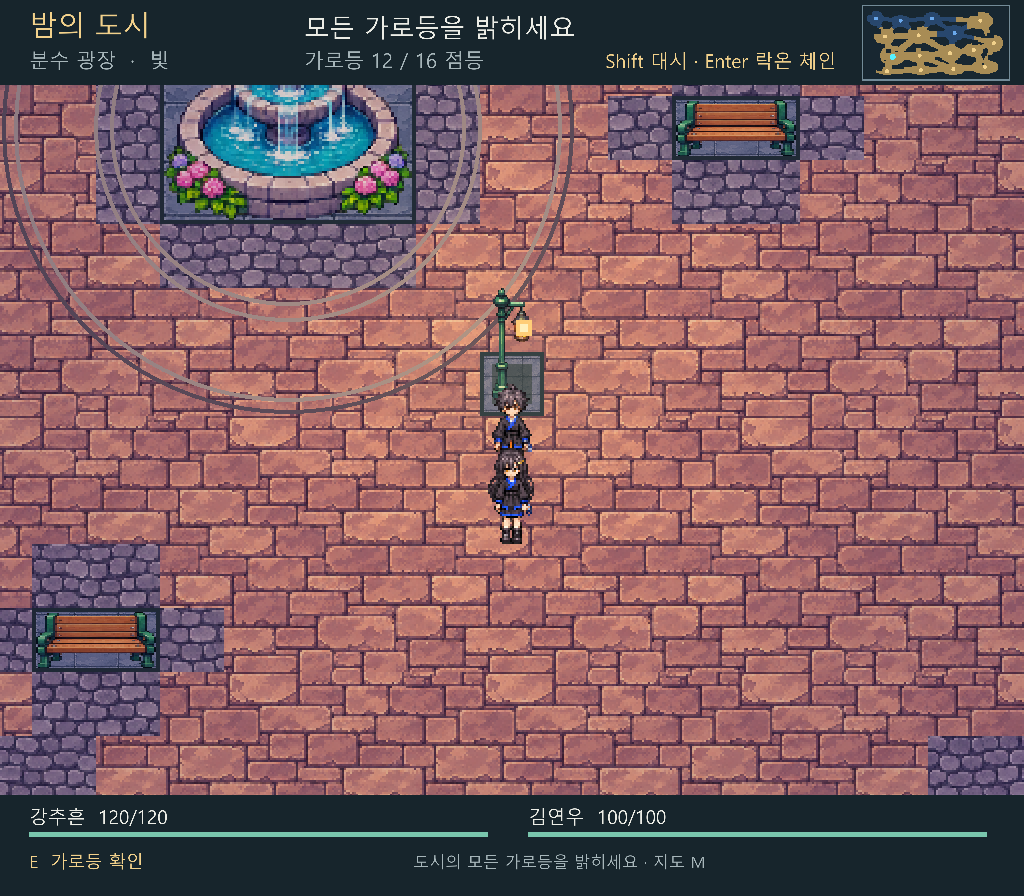 밤의 도시
분수 광장 · 빛
모든 가로등을 밝히세요
가로등 12 / 16 점등
Shift 대시 · Enter 락온 체인
강추흔 120/120
김연우 100/100
E 가로등 확인
도시의 모든 가로등을 밝히세요 · 지도 M